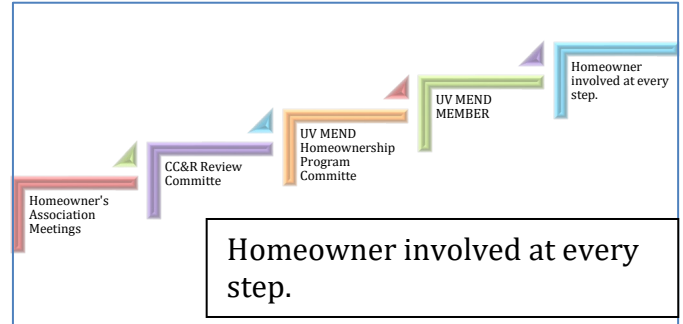 Homeowner's
Association
Meetings
CC&R Review
Committe
UV MEND
Homeownership
Program
Committe
UV MEND
MEMBER
Homeowner
involved at every
step.
Homeowner involved at every
step.